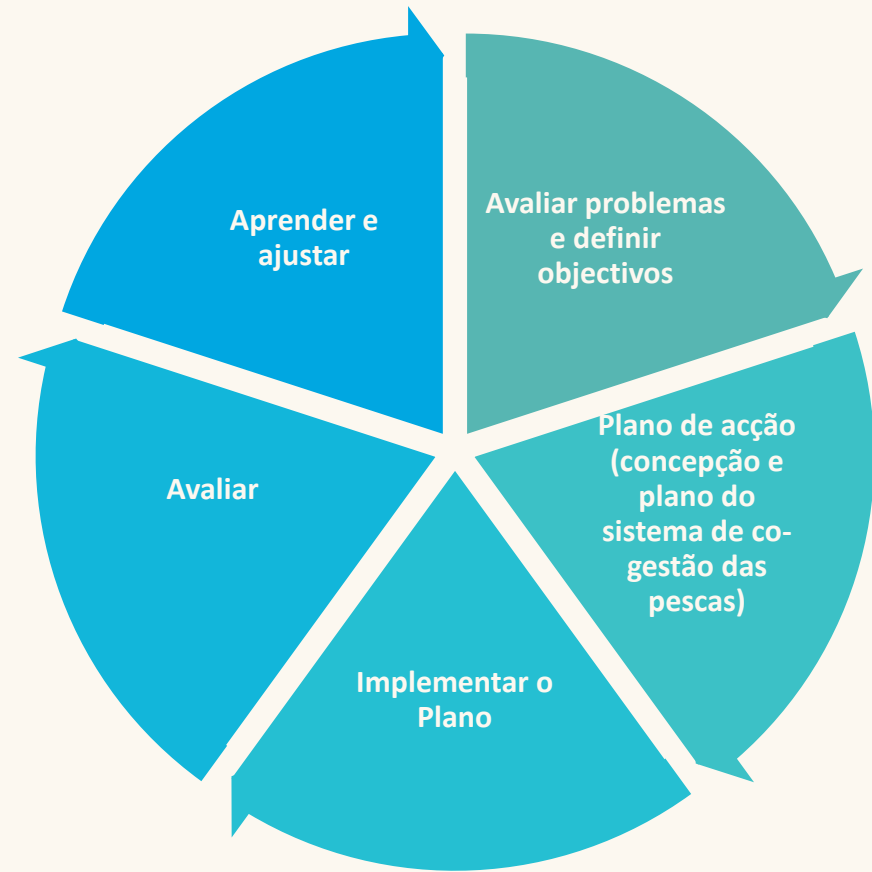 Avaliar problemas
e definir
objectivos
Plano de acção
(concepção e
plano do
sistema de co-
gestão das
pescas)
Implementar o
Plano
Avaliar
Aprender e
ajustar